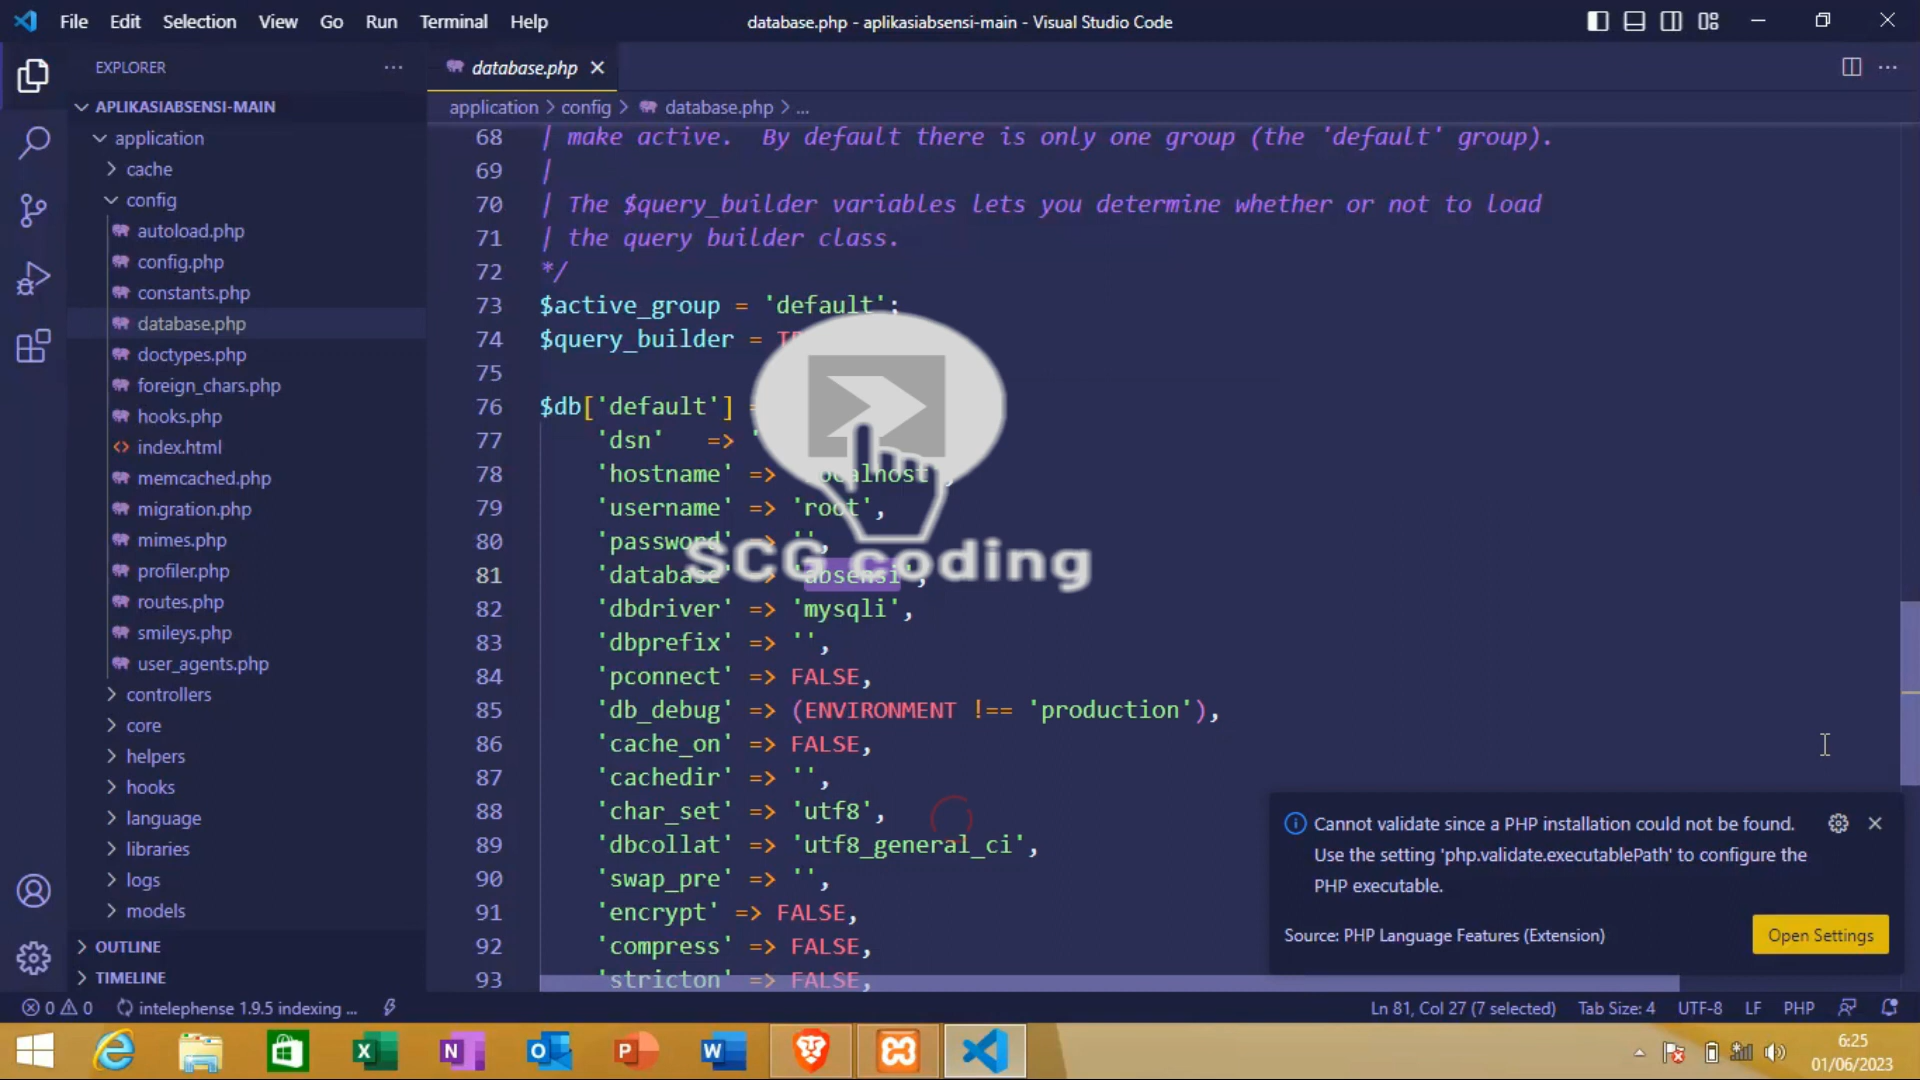 File Edit Selection View Go Run Terminal Help
database.php - aplikasiabsensi-main - Visual Studio Code
EXPLORER
APLIKASIABSENSI-MAIN
application
cache
config
autoload.php
config.php
constants.php
database.php
doctypes.php
foreign_chars.php
hooks.php
index.html
memcached.php
migration.php
mimes.php
profiler.php
routes.php
smileys.php
user_agents.php
controllers
core
helpers
hooks
language
libraries
logs
models
OUTLINE
TIMELINE
database.php
application > config > database.php > ...
68 | make active.  By default there is only one group (the 'default' group).
69 |
70 | The $query_builder variables lets you determine whether or not to load
71 | the query builder class.
72 */
73 $active_group = 'default';
74 $query_builder =
75
76 $db['default']
77 'dsn'   => '
78 'hostname' => 'localhost',
79 'username' => 'root',
80 'password' => '',
81 'database' => 'absensi',
82 'dbdriver' => 'mysqli',
83 'dbprefix' => '',
84 'pconnect' => FALSE,
85 'db_debug' => (ENVIRONMENT !== 'production'),
86 'cache_on' => FALSE,
87 'cachedir' => '',
88 'char_set' => 'utf8',
89 'dbcollat' => 'utf8_general_ci',
90 'swap_pre' => '',
91 'encrypt' => FALSE,
92 'compress' => FALSE,
93 'stricton' => FALSE,
SCG coding
Cannot validate since a PHP installation could not be found.
Use the setting 'php.validate.executablePath' to configure the
PHP executable.
Source: PHP Language Features (Extension)
Open Settings
0 0 intelephense 1.9.5 indexing ...
Ln 81, Col 27 (7 selected) Tab Size: 4 UTF-8 LF PHP
6:25
01/06/2023